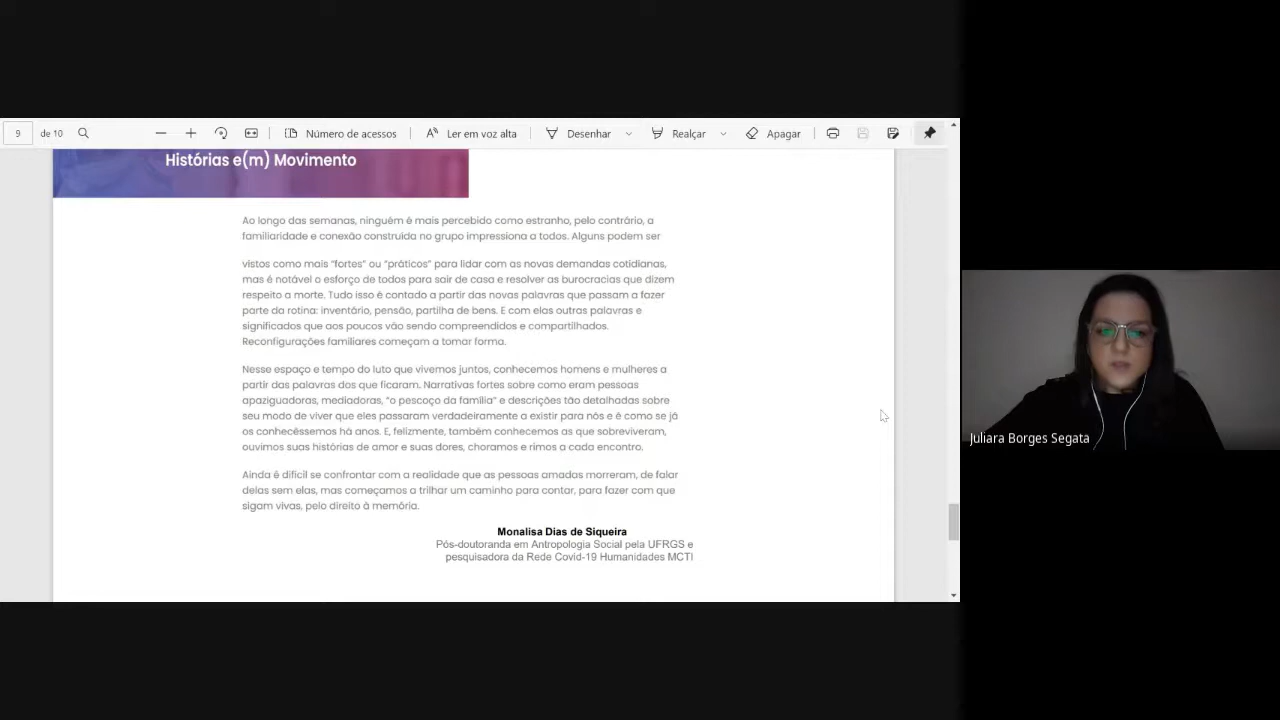 9 de 10 Número de acessos Ler em voz alta Desenhar Realçar Apagar
Histórias e(m) Movimento
Ao longo das semanas, ninguém é mais percebido como estranho, pelo contrário, a
familiaridade e conexão construída no grupo impressiona a todos. Alguns podem ser
vistos como mais “fortes” ou “práticos” para lidar com as novas demandas cotidianas,
mas é notável o esforço de todos para sair de casa e resolver as burocracias que dizem
respeito a morte. Tudo isso é contado a partir das novas palavras que passam a fazer
parte da rotina: inventário, pensão, partilha de bens. E com elas outras palavras e
significados que aos poucos vão sendo compreendidos e compartilhados.
Reconfigurações familiares começam a tomar forma.
Nesse espaço e tempo do luto que vivemos juntos, conhecemos homens e mulheres a
partir das palavras dos que ficaram. Narrativas fortes sobre como eram pessoas
apaziguadoras, mediadoras, “o pescoço da família” e descrições tão detalhadas sobre
seu modo de viver que eles passaram verdadeiramente a existir para nós e é como se já
os conhecêssemos há anos. E, felizmente, também conhecemos as que sobreviveram,
ouvimos suas histórias de amor e suas dores, choramos e rimos a cada encontro.
Ainda é difícil se confrontar com a realidade que as pessoas amadas morreram, de falar
delas sem elas, mas começamos a trilhar um caminho para contar, para fazer com que
sigam vivas, pelo direito à memória.
Monalisa Dias de Siqueira
Pós-doutoranda em Antropologia Social pela UFRGS e
pesquisadora da Rede Covid-19 Humanidades MCTI
Juliara Borges Segata